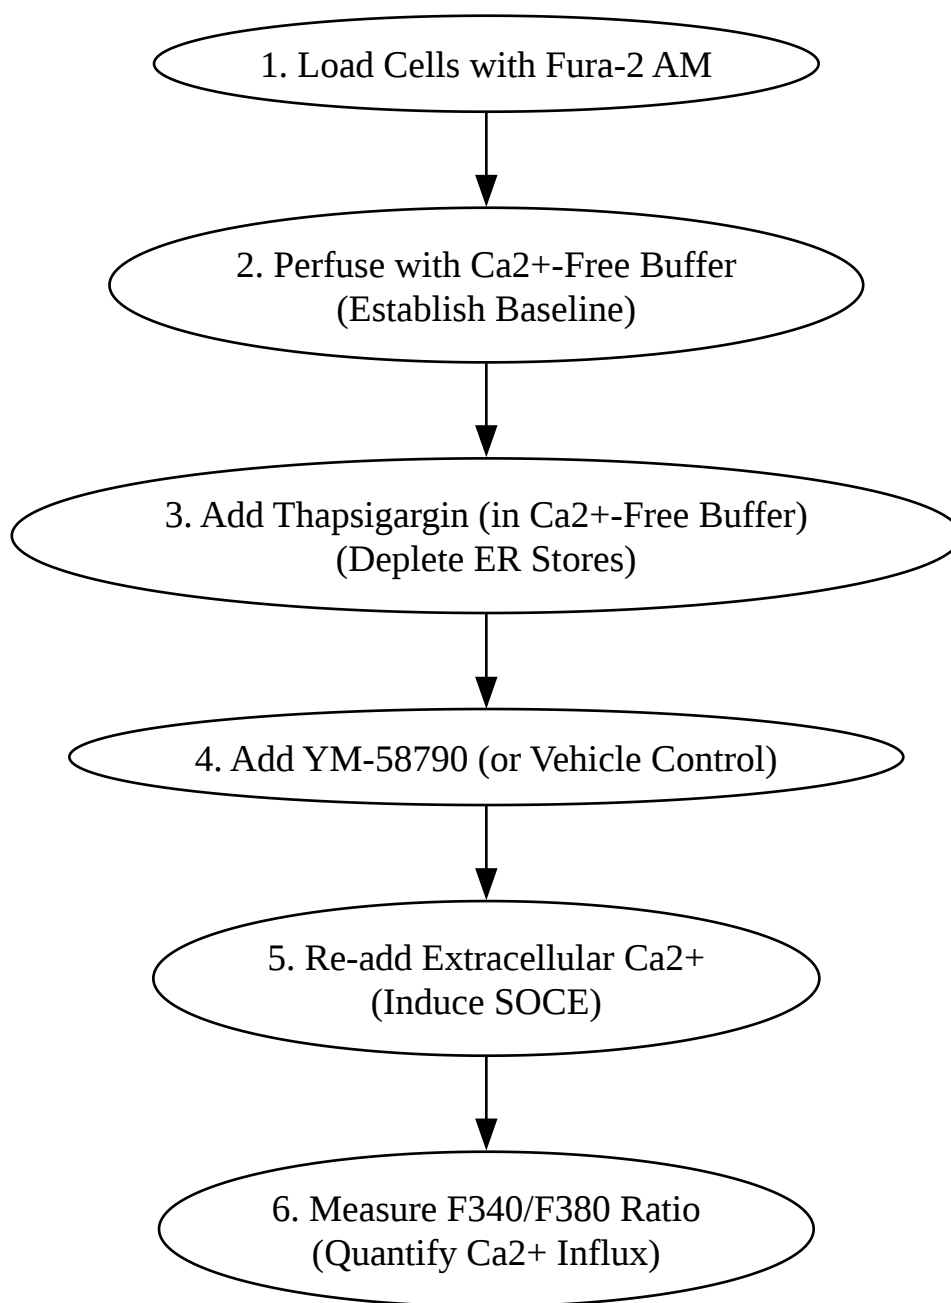 1. Load Cells with Fura-2 AM
2. Perfuse with Ca2+-Free Buffer
(Establish Baseline)
3. Add Thapsigargin (in Ca2+-Free Buffer)
(Deplete ER Stores)
4. Add YM-58790 (or Vehicle Control)
5. Re-add Extracellular Ca2+
(Induce SOCE)
6. Measure F340/F380 Ratio
(Quantify Ca2+ Influx)